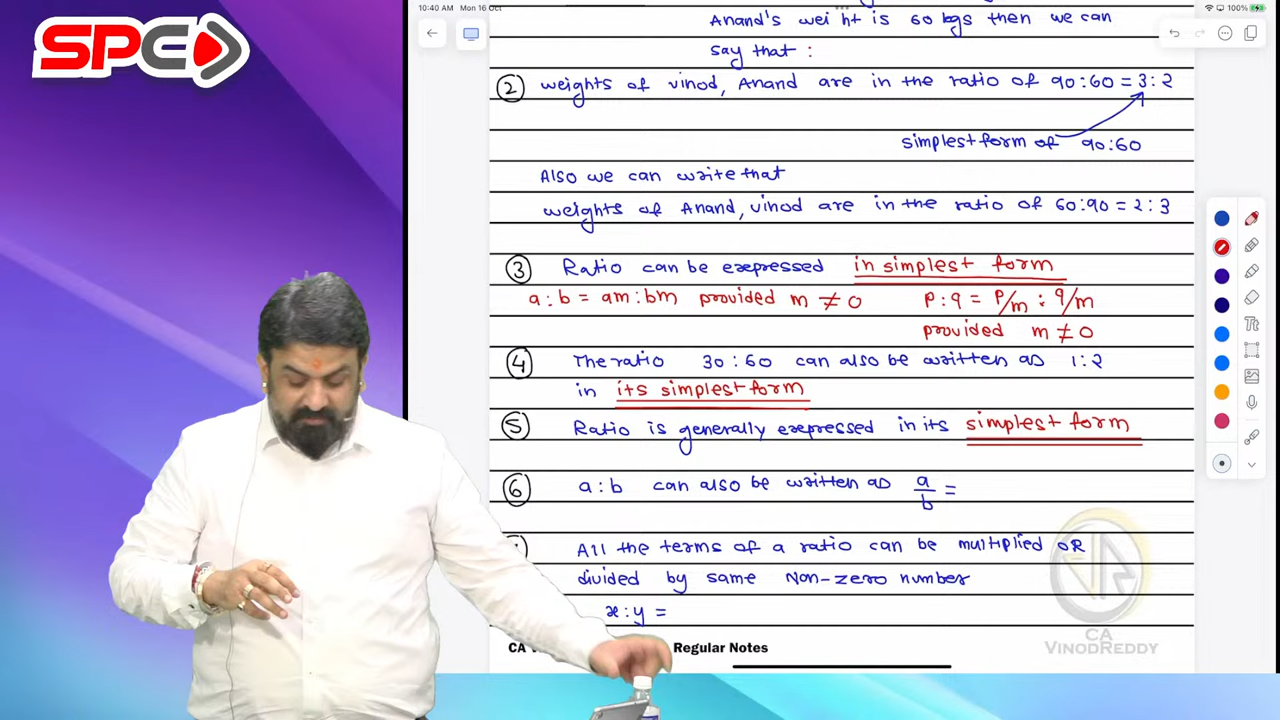 SPC
10:40 AM Mon 16 Oct
100%
Anand's wei ht is 60 kgs then we can
say that :
② weights of vinod, Anand are in the ratio of 90:60 = 3:2
simplest form of 90:60
Also we can write that
weights of Anand, vinod are in the ratio of 60:90 = 2:3
③ Ratio can be expressed in simplest form
a:b = am:bm provided m ≠ 0 p:q = p/m : q/m
provided m ≠ 0
④ The ratio 30:60 can also be written as 1:2
in its simplest form
⑤ Ratio is generally expressed in its simplest form
⑥ a:b can also be written as a/b =
All the terms of a ratio can be multiplied OR
divided by same Non-zero number
x:y =
CA Regular Notes
CA
VINODREDDY